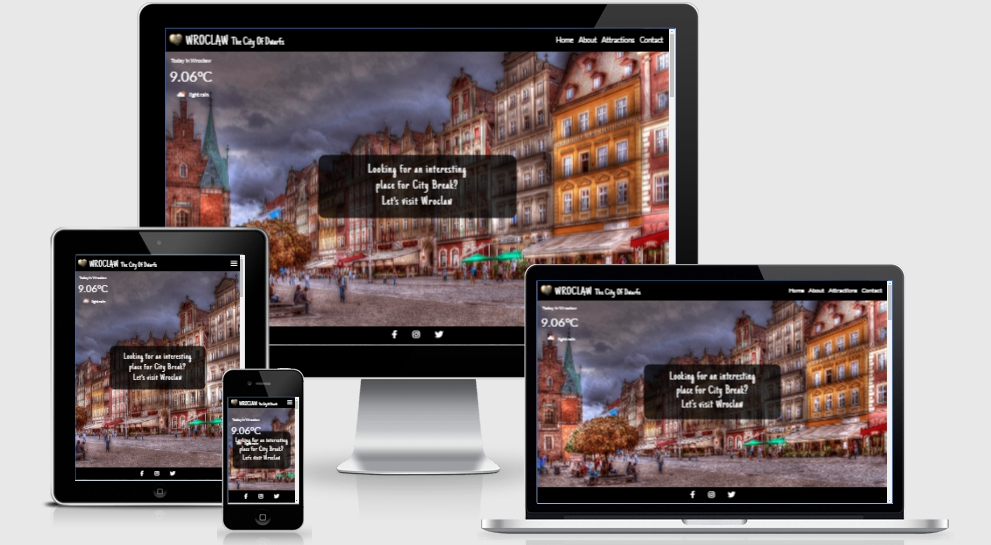 WROCLAW The City Of Dwarfs
Home About Attractions Contact
Today in Wroclaw
9.06°C
light rain
Looking for an interesting
place for City Break?
Let's visit Wroclaw
WROCLAW The City Of Dwarfs
Today in Wroclaw
9.06°C
light rain
Looking for an interesting
place for City Break?
Let's visit Wroclaw
WROCLAW
Today in Wroclaw
9.06°C
Looking for an interesting
place for City Break?
Let's visit Wroclaw
WROCLAW The City Of Dwarfs
Home About Attractions Contact
Today in Wroclaw
9.06°C
light rain
Looking for an interesting
place for City Break?
Let's visit Wroclaw